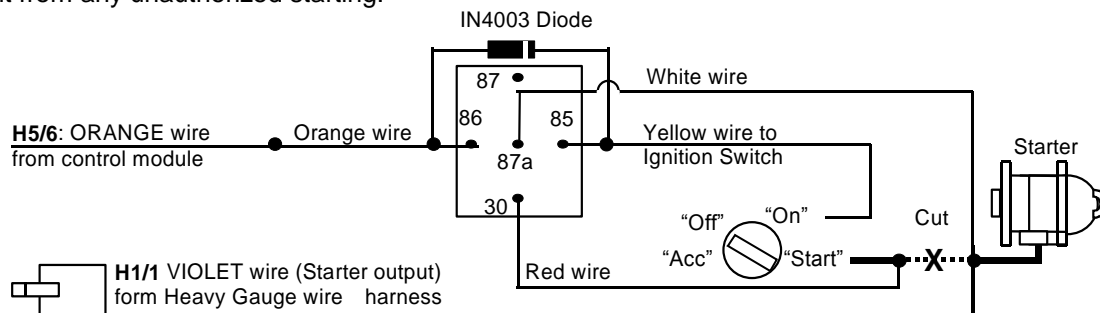 t from any unauthorized starting.
IN4003 Diode
87
White wire
86
85
H5/6: ORANGE wire
from control module
Orange wire
Yellow wire to
Ignition Switch
87a
Starter
30
"Off"
"On"
Cut
"Acc"
"Start"
X
H1/1 VIOLET wire (Starter output)
form Heavy Gauge wire harness
Red wire